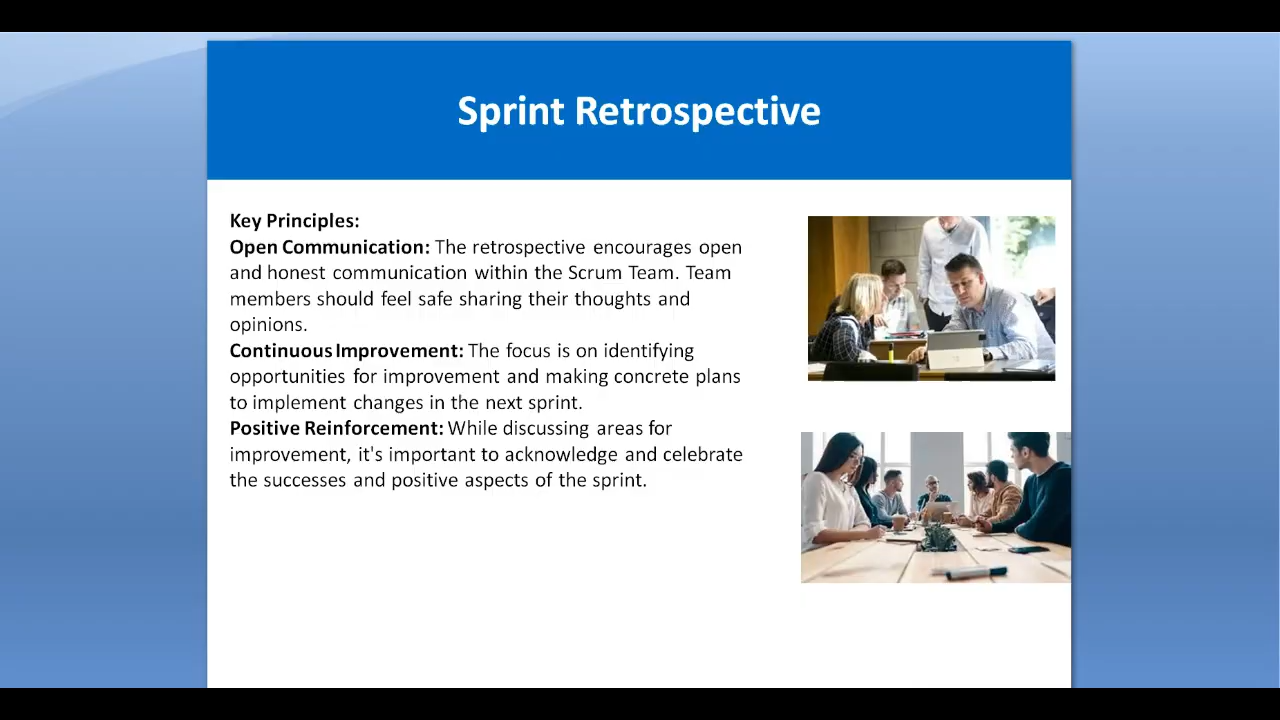 Sprint Retrospective
Key Principles:
Open Communication: The retrospective encourages open
and honest communication within the Scrum Team. Team
members should feel safe sharing their thoughts and
opinions.
Continuous Improvement: The focus is on identifying
opportunities for improvement and making concrete plans
to implement changes in the next sprint.
Positive Reinforcement: While discussing areas for
improvement, it's important to acknowledge and celebrate
the successes and positive aspects of the sprint.